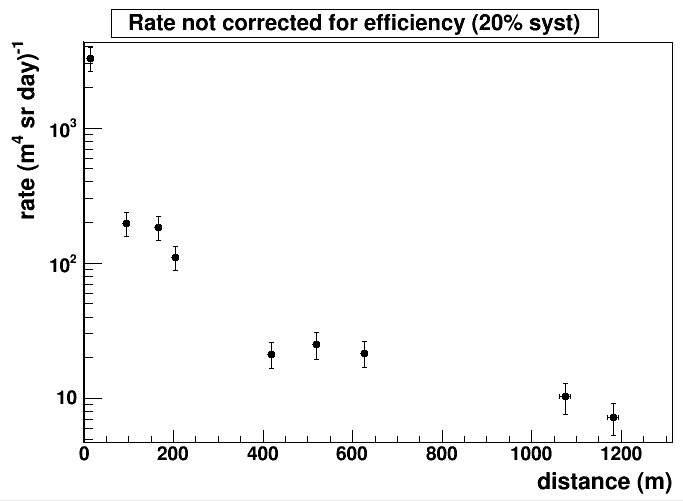 Rate not corrected for efficiency (20% syst)
rate (m⁴ sr day)⁻¹
10³
10²
10
0 200 400 600 800 1000 1200
distance (m)